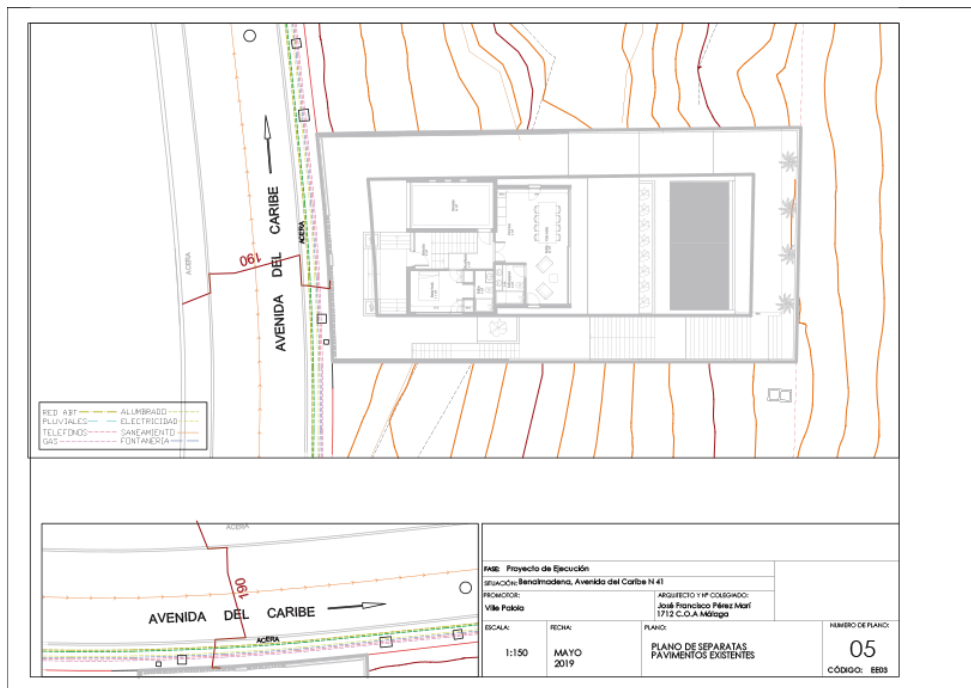 ACERA
AVENIDA DEL CARIBE
ACERA
190
RED ABT
ALUMBRADO
PLUVIALES
ELECTRICIDAD
TELEFONOS
SANEAMIENTO
GAS
FONTANERÍA
ACERA
190
AVENIDA DEL CARIBE
ACERA
FASE: Proyecto de Ejecución
SITUACIÓN: Benalmadena, Avenida del Caribe N 41
PROMOTOR:
Ville Paloia
ARQUITECTO Y Nº COLEGIADO:
José Francisco Pérez Marí
1712 C.O.A Málaga
ESCALA:
1:150
FECHA:
MAYO
2019
PLANO:
PLANO DE SEPARATAS
PAVIMENTOS EXISTENTES
NUMERO DE PLANO:
05
CÓDIGO: EE03